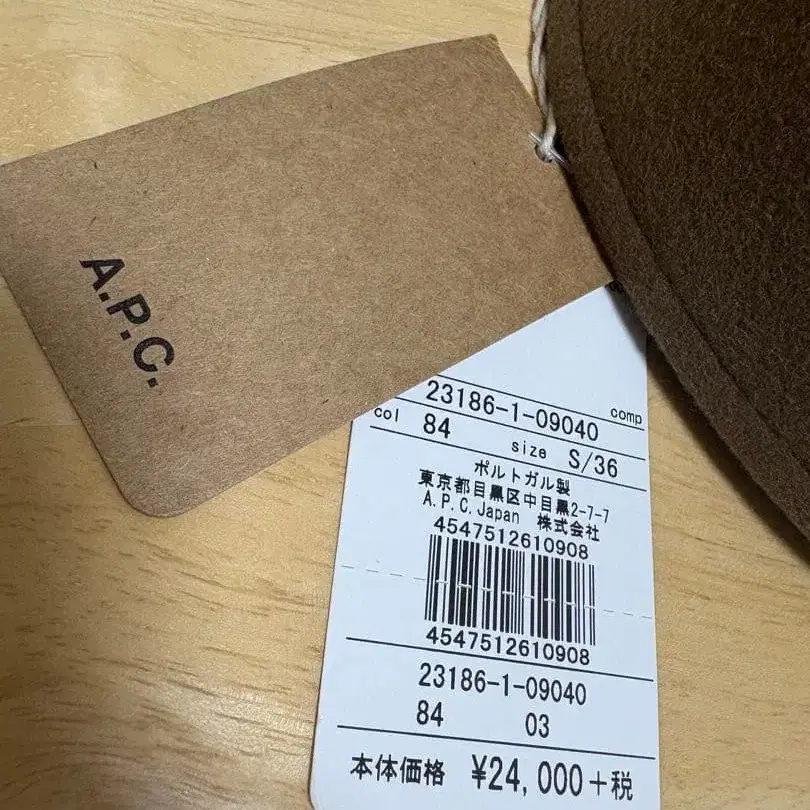 A.P.C.
23186-1-09040 comp
col 84 size S/36
ポルトガル製
東京都目黒区中目黒2-7-7
A.P.C.Japan 株式会社
4547512610908
4547512610908
23186-1-09040
84 03
本体価格 ¥24,000+税